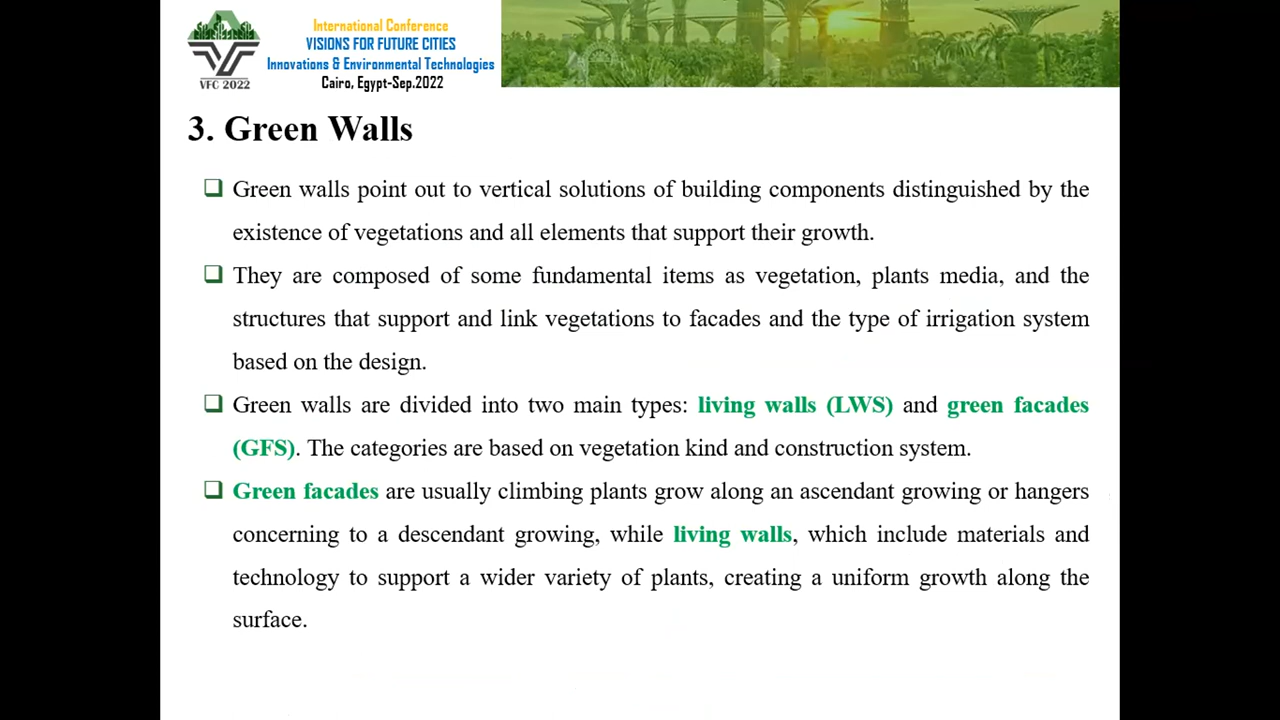 International Conference
VISIONS FOR FUTURE CITIES
Innovations & Environmental Technologies
Cairo, Egypt-Sep.2022
VFC 2022
3. Green Walls
Green walls point out to vertical solutions of building components distinguished by the
existence of vegetations and all elements that support their growth.
They are composed of some fundamental items as vegetation, plants media, and the
structures that support and link vegetations to facades and the type of irrigation system
based on the design.
Green walls are divided into two main types: living walls (LWS) and green facades
(GFS). The categories are based on vegetation kind and construction system.
Green facades are usually climbing plants grow along an ascendant growing or hangers
concerning to a descendant growing, while living walls, which include materials and
technology to support a wider variety of plants, creating a uniform growth along the
surface.